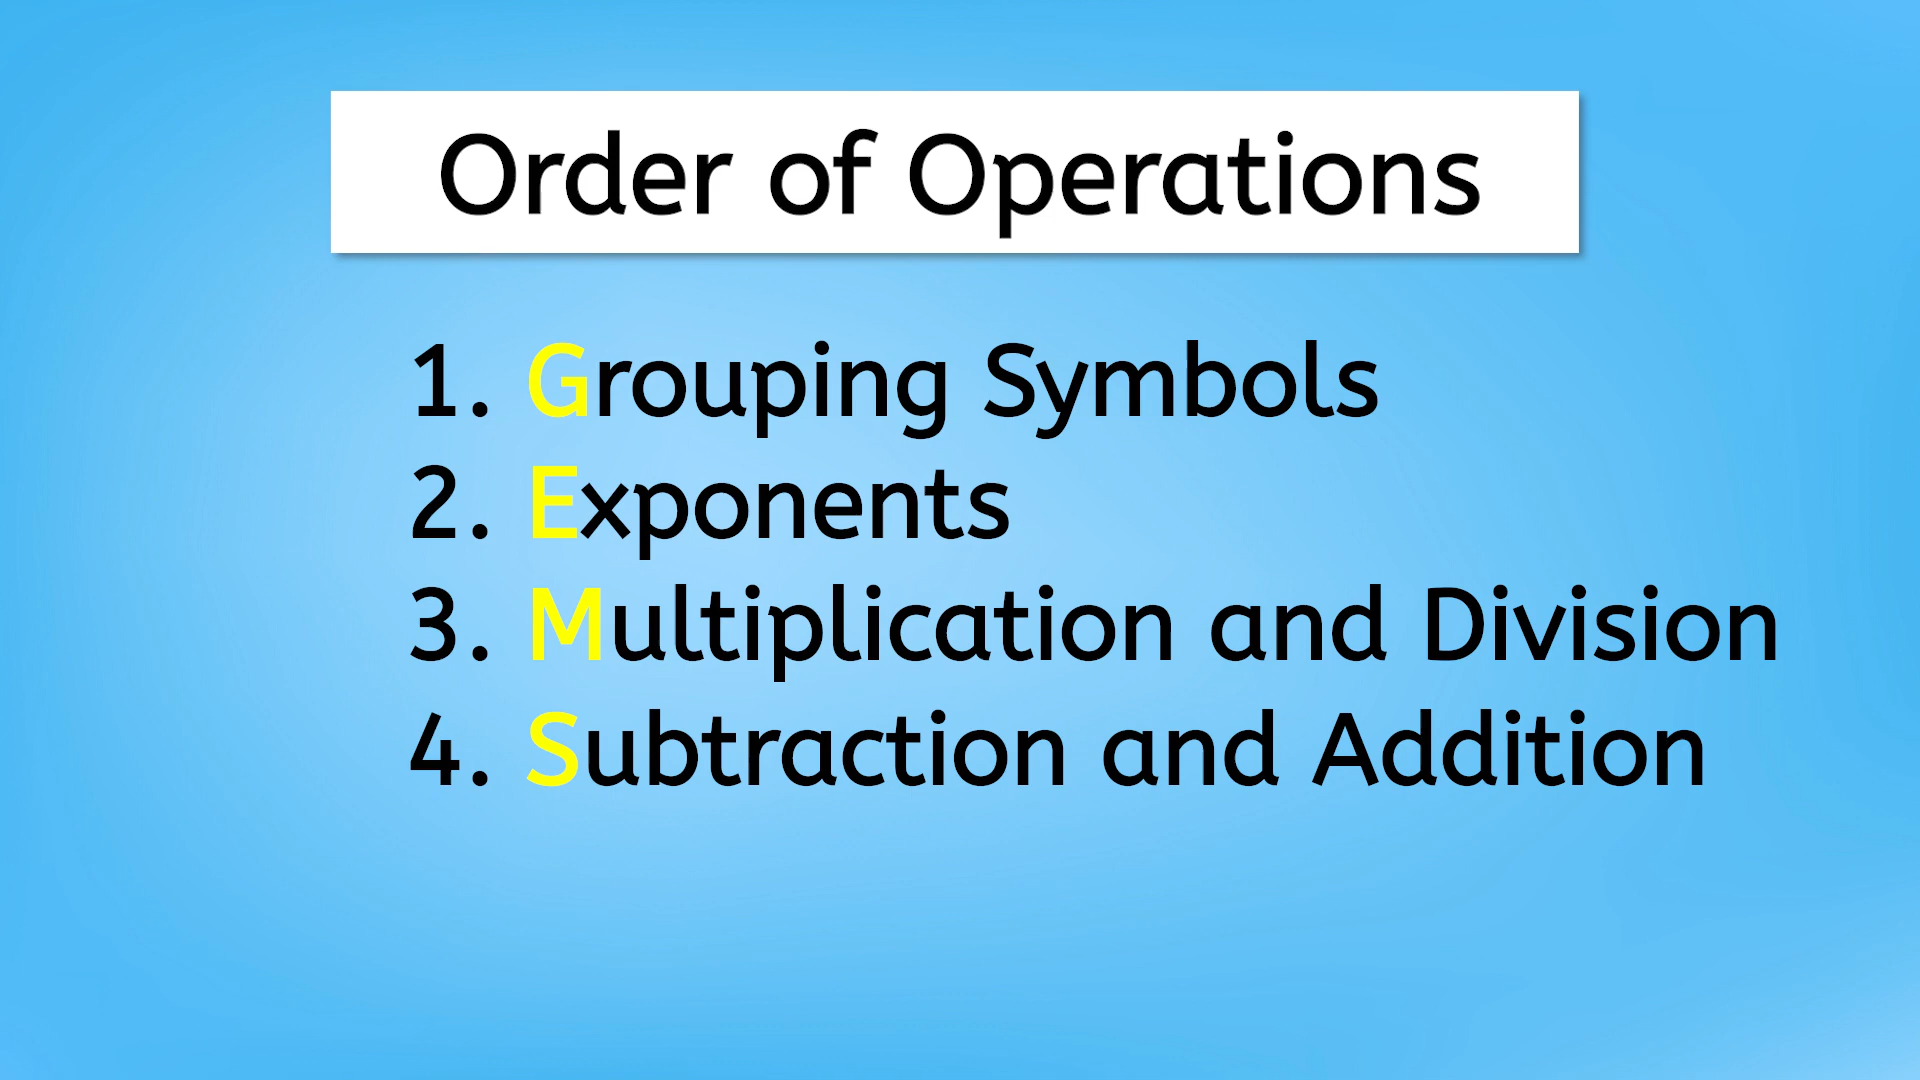 Order of Operations
1. Grouping Symbols
2. Exponents
3. Multiplication and Division
4. Subtraction and Addition